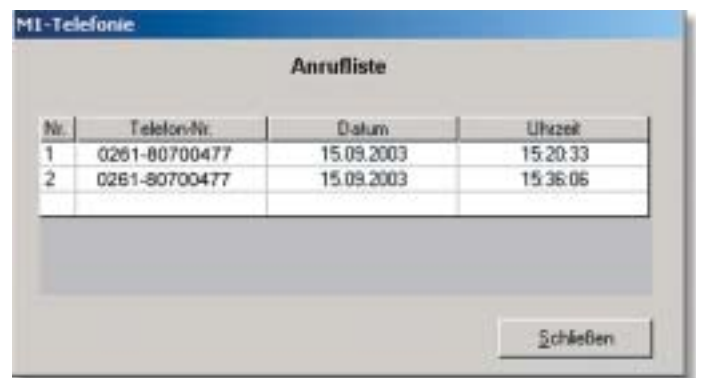 M1-Telefonie
Anrufliste
Nr. Telefon-Nr. Datum Uhrzeit
1 0261-80700477 15.09.2003 15:20:33
2 0261-80700477 15.09.2003 15:36:06
Schließen